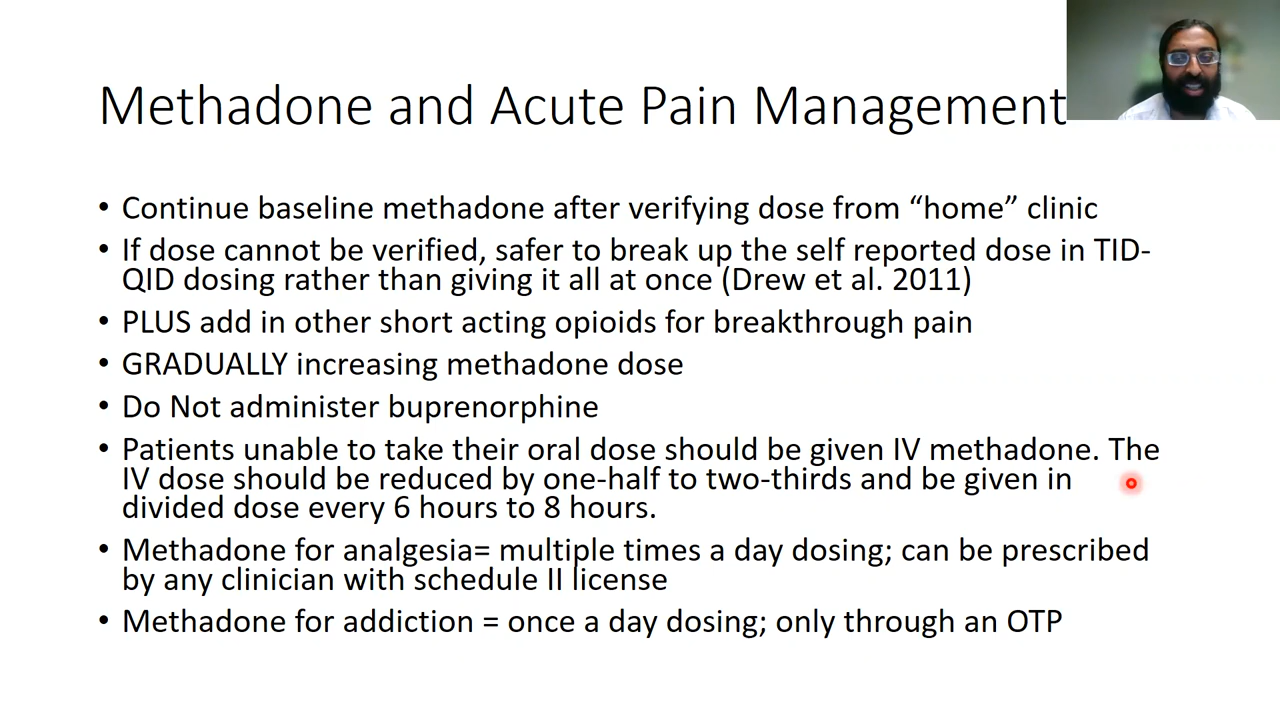 Methadone and Acute Pain Management
• Continue baseline methadone after verifying dose from “home” clinic
• If dose cannot be verified, safer to break up the self reported dose in TID-
QID dosing rather than giving it all at once (Drew et al. 2011)
• PLUS add in other short acting opioids for breakthrough pain
• GRADUALLY increasing methadone dose
• Do Not administer buprenorphine
• Patients unable to take their oral dose should be given IV methadone. The
IV dose should be reduced by one-half to two-thirds and be given in
divided dose every 6 hours to 8 hours.
• Methadone for analgesia= multiple times a day dosing; can be prescribed
by any clinician with schedule II license
• Methadone for addiction = once a day dosing; only through an OTP